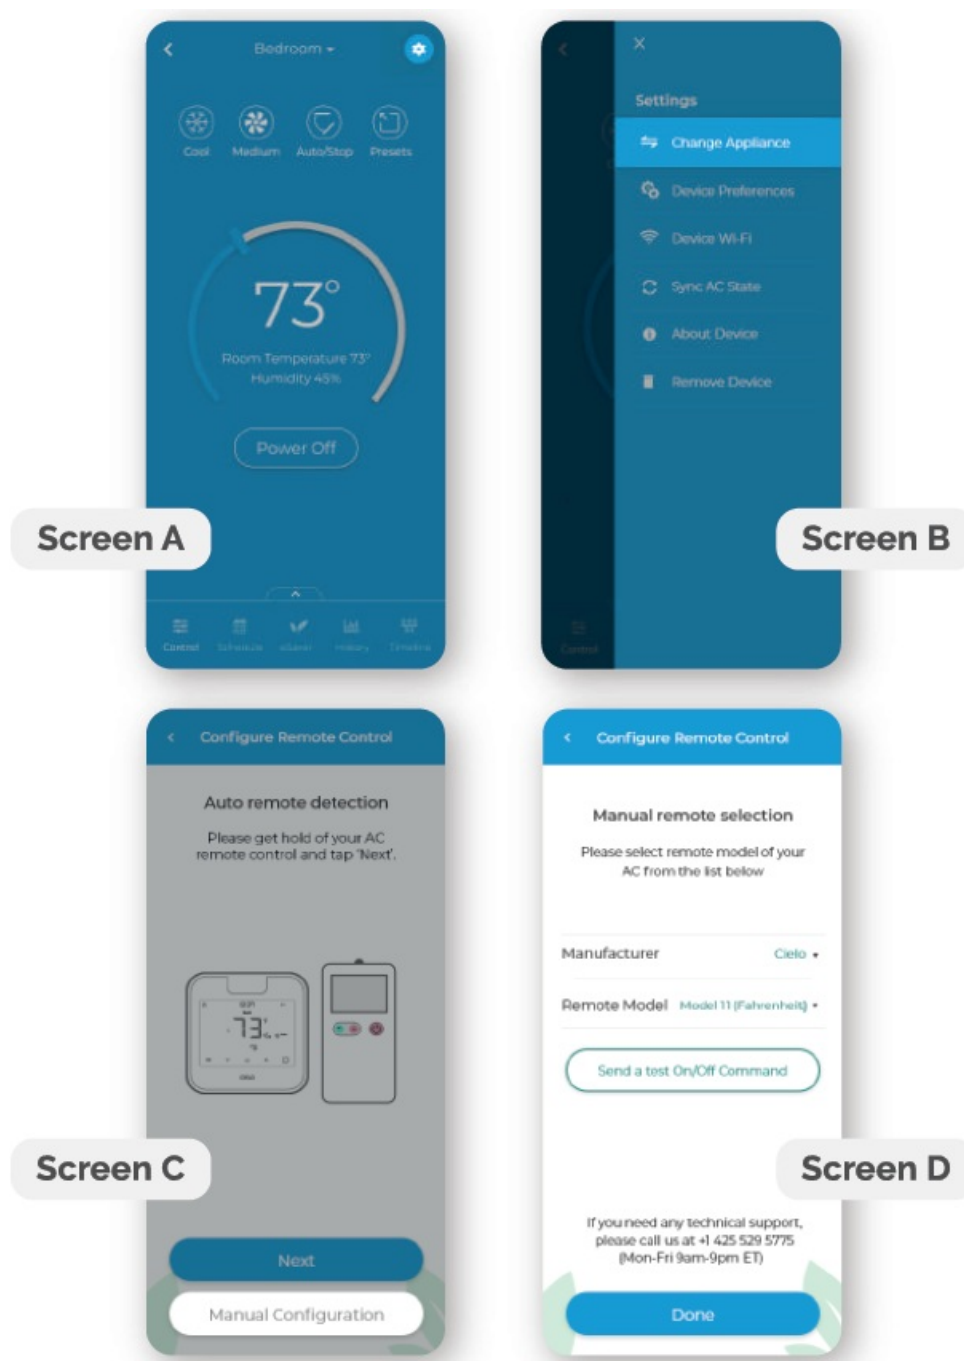 Bedroom
Cool Medium Auto/Stop Presets
73°
Room Temperature 73°
Humidity 45%
Power Off
Screen A
Control Schedule History Timeline
Settings
Change Appliance
Device Preferences
Device Wi-Fi
Sync AC State
About Device
Remove Device
Screen B
Control
Configure Remote Control
Auto remote detection
Please get hold of your AC
remote control and tap 'Next'.
73
Screen C
Next
Manual Configuration
Configure Remote Control
Manual remote selection
Please select remote model of your
AC from the list below
Manufacturer Cielo
Remote Model Model 11 (Fahrenheit)
Send a test On/Off Command
Screen D
If you need any technical support,
please call us at +1 425 529 5775
(Mon-Fri 9am-9pm ET)
Done